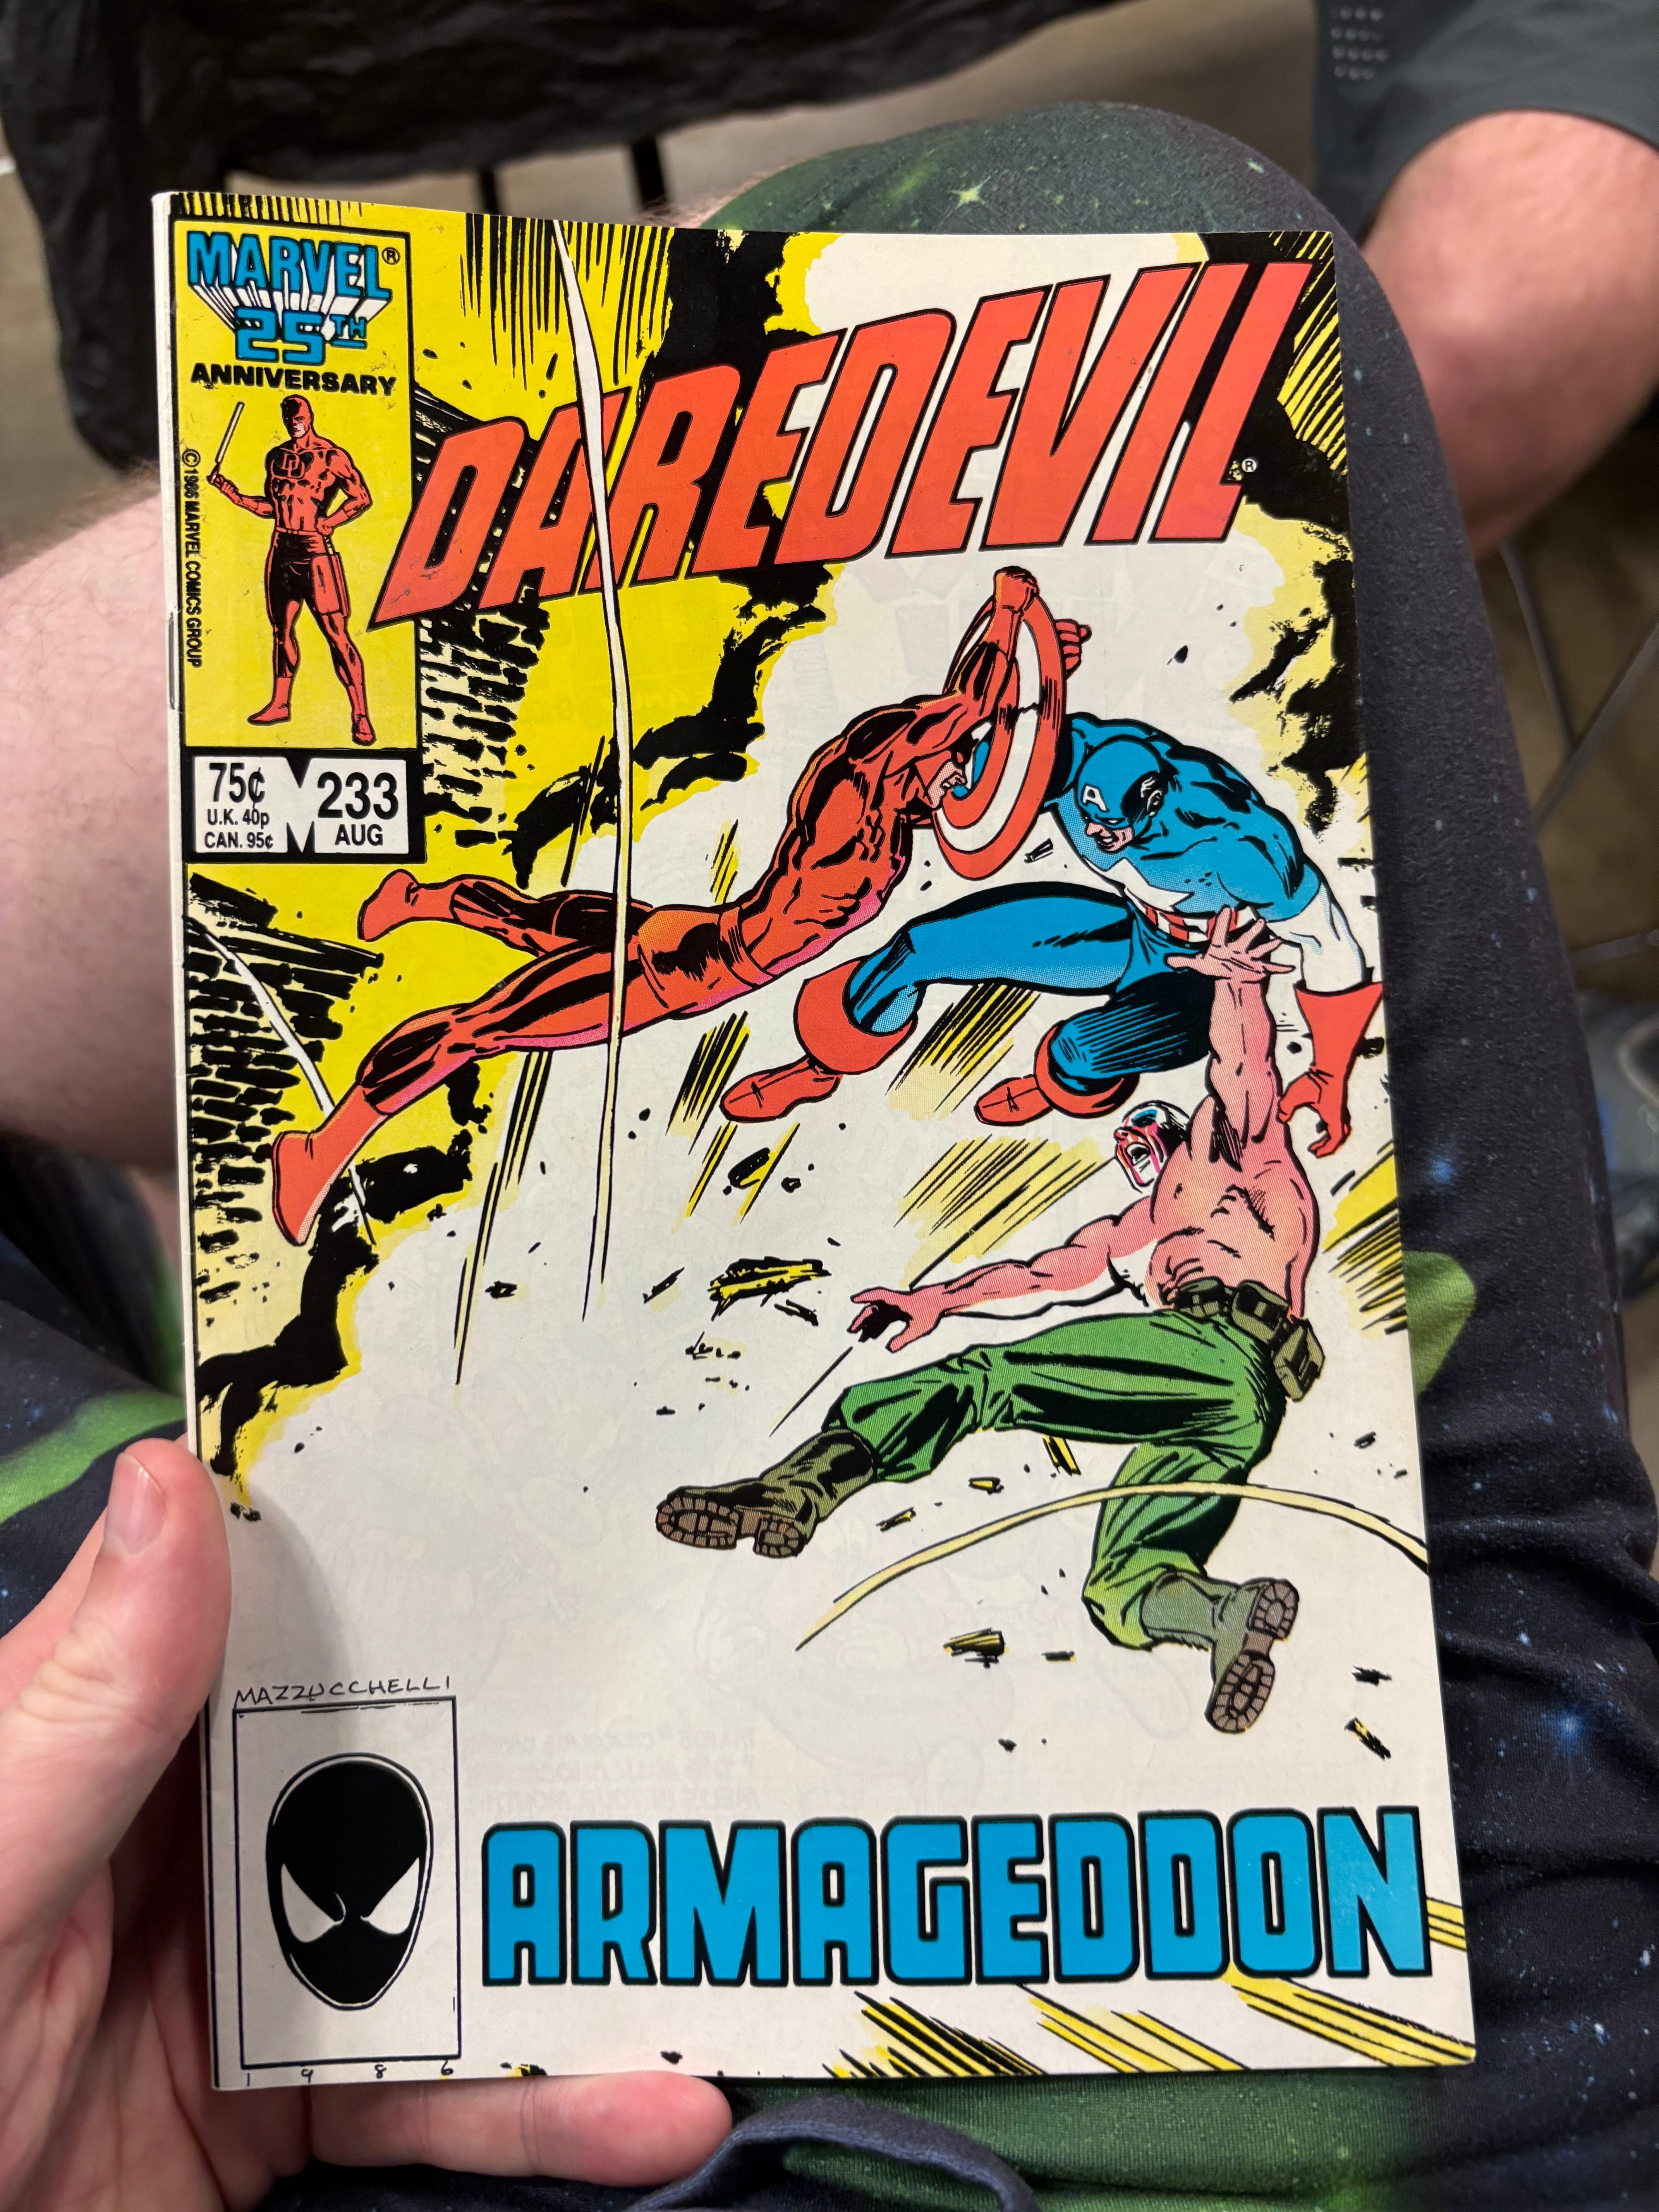 MARVEL®
25TH
ANNIVERSARY
DD
© 1986 MARVEL COMICS GROUP
DAREDEVIL®
75¢
U.K. 40p
CAN. 95¢
M
233
AUG
A
MAZZUCCHELLI
1 9 8 6
ARMAGEDDON